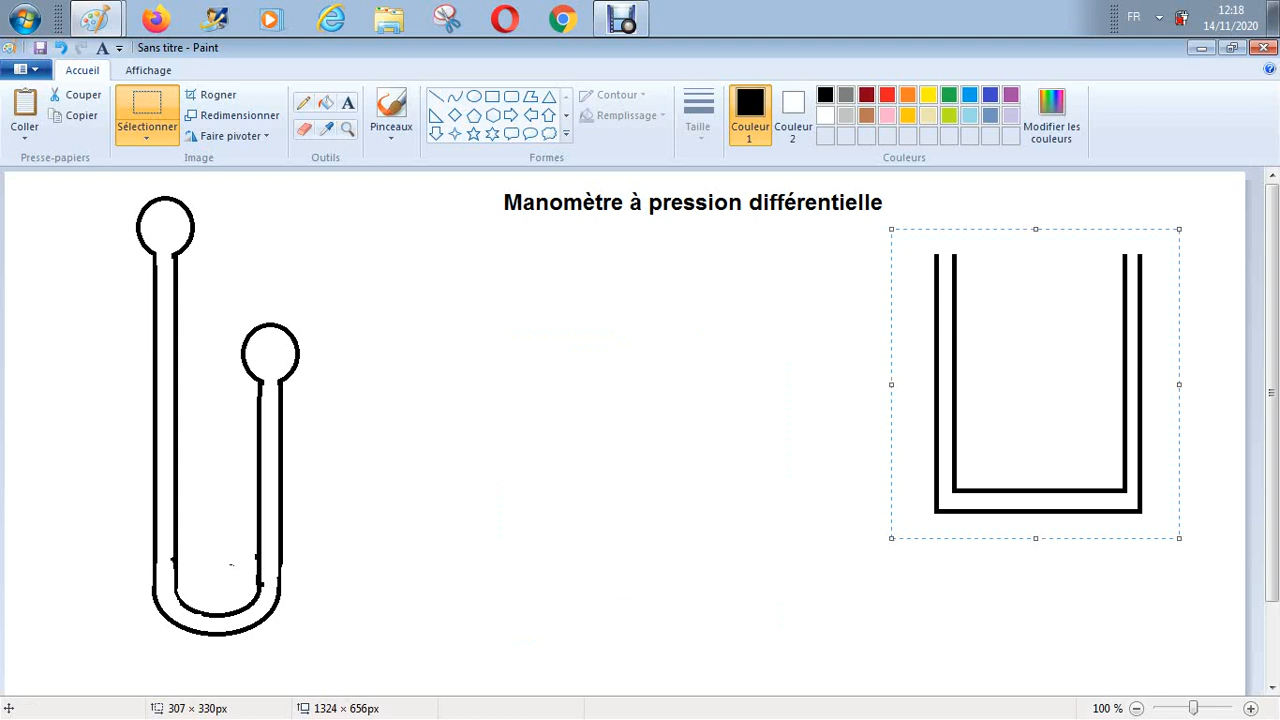 FR
12:18
14/11/2020
Sans titre - Paint
Accueil
Affichage
Coller
Couper
Copier
Presse-papiers
Sélectionner
Rogner
Redimensionner
Faire pivoter
Image
A
Outils
Pinceaux
Formes
Contour
Remplissage
Taille
Couleur
1
Couleur
2
Modifier les
couleurs
Couleurs
Manomètre à pression différentielle
307 × 330px
1324 × 656px
100 %